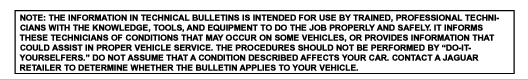 NOTE: THE INFORMATION IN TECHNICAL BULLETINS IS INTENDED FOR USE BY TRAINED, PROFESSIONAL TECHNI-
CIANS WITH THE KNOWLEDGE, TOOLS, AND EQUIPMENT TO DO THE JOB PROPERLY AND SAFELY. IT INFORMS
THESE TECHNICIANS OF CONDITIONS THAT MAY OCCUR ON SOME VEHICLES, OR PROVIDES INFORMATION THAT
COULD ASSIST IN PROPER VEHICLE SERVICE. THE PROCEDURES SHOULD NOT BE PERFORMED BY “DO-IT-
YOURSELFERS.” DO NOT ASSUME THAT A CONDITION DESCRIBED AFFECTS YOUR CAR. CONTACT A JAGUAR
RETAILER TO DETERMINE WHETHER THE BULLETIN APPLIES TO YOUR VEHICLE.